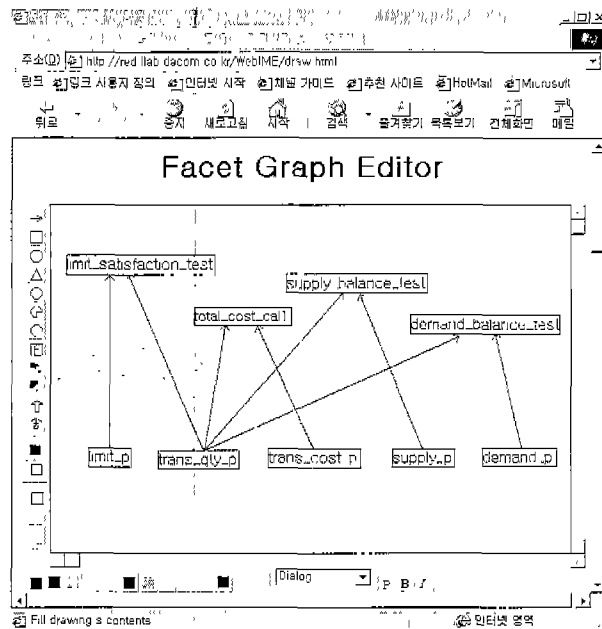 주소(D) http //red llab dacom co kr/WebIME/draw html
링크 링크 사용자 정의 인터넷 시작 채널 가이드 추천 사이트 HotMail Microsoft
뒤로 중지 새로고침 시작 검색 즐겨찾기 목록보기 전체화면 메일
Facet Graph Editor
limit_satisfaction_test
supply_balance_test
total_cost_cal1
demand_balance_test
limit_p trans_qty_p trans_cost_p supply_p demand_p
Dialog P B I
Fill drawing s contents 인터넷 영역